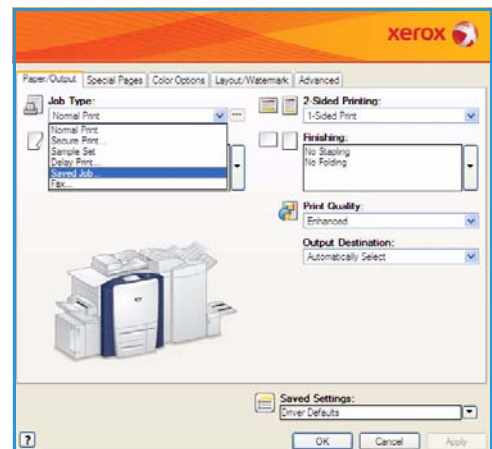 xerox
Paper/Output Special Pages Color Options Layout/Watermark Advanced
Job Type:
Normal Print
Normal Print
Secure Print...
Sample Set
Delay Print...
Saved Job...
Fax...
2-Sided Printing:
1-Sided Print
Finishing:
No Stapling
No Folding
Print Quality:
Enhanced
Output Destination:
Automatically Select
Saved Settings:
Driver Defaults
?
OK Cancel Apply